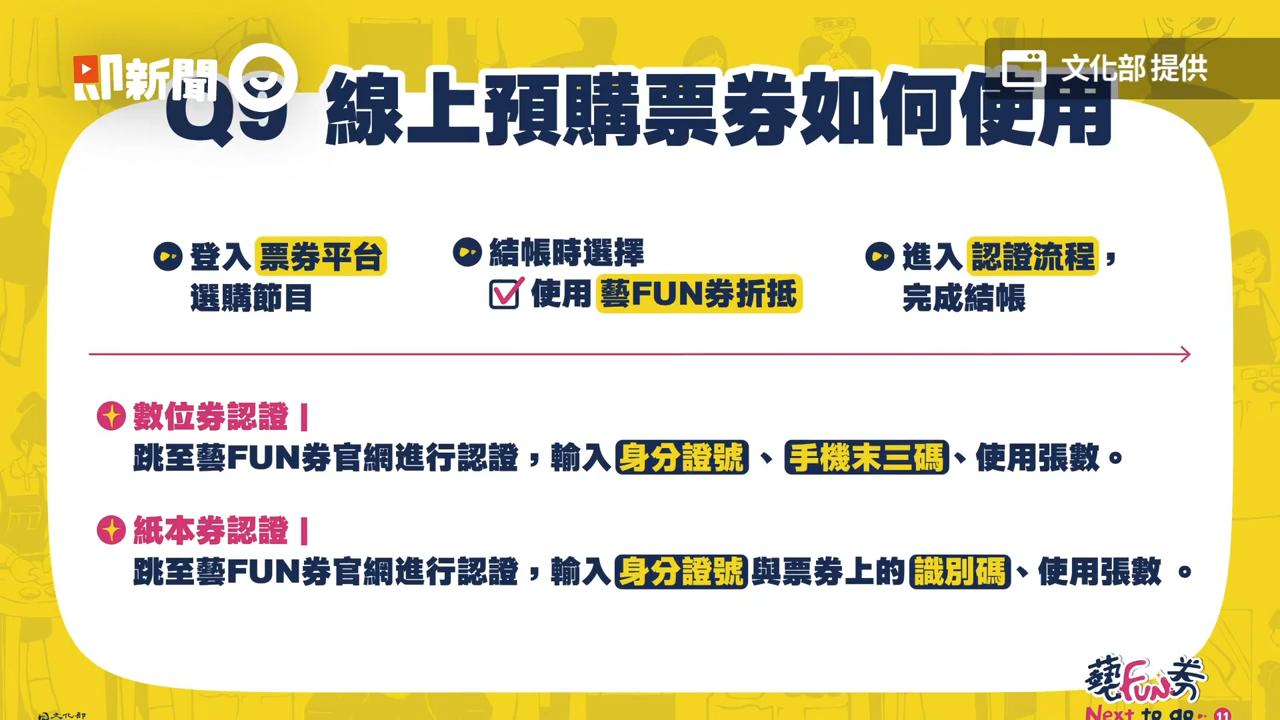 即新聞
文化部 提供
Q9 線上預購票券如何使用
登入 票券平台
選購節目
結帳時選擇
使用 藝FUN券折抵
進入 認證流程，
完成結帳
數位券認證 |
跳至藝FUN券官網進行認證，輸入 身分證號 、 手機末三碼、使用張數。
紙本券認證 |
跳至藝FUN券官網進行認證，輸入 身分證號 與票券上的 識別碼、使用張數 。
藝FUN券
Next to go
11
文化部